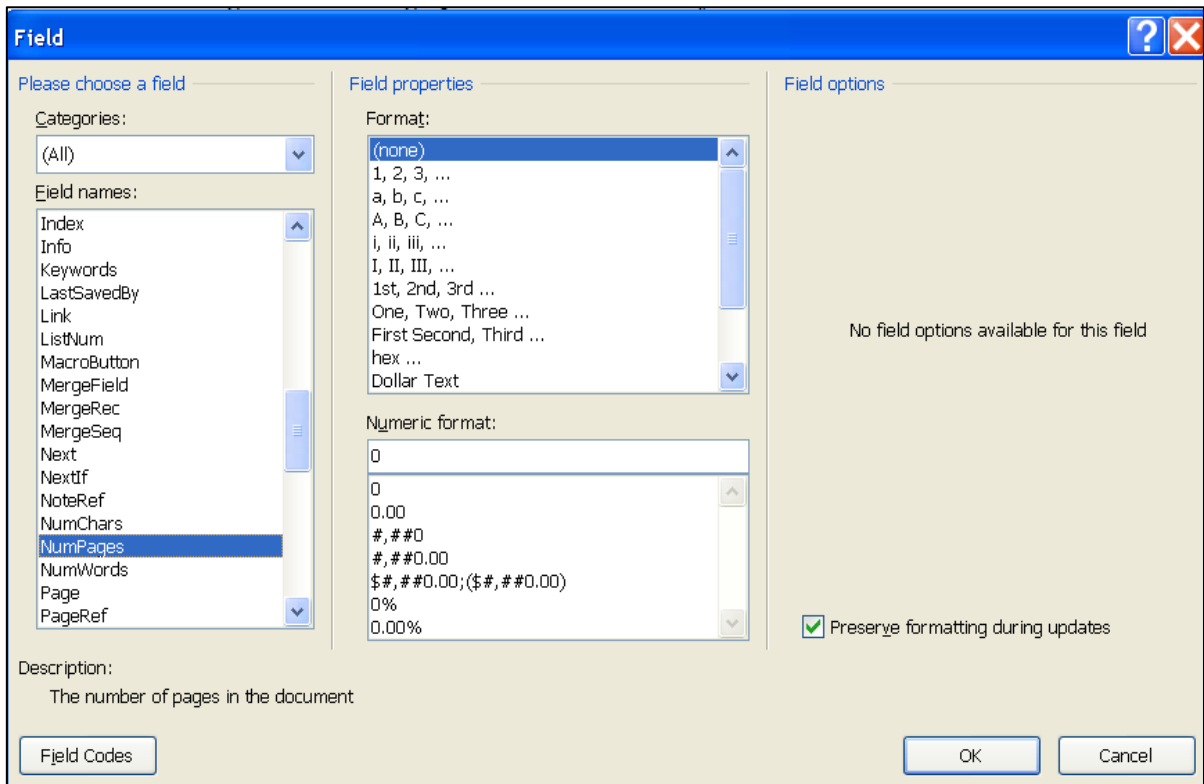 Field
Please choose a field
Categories:
(All)
Field names:
Index
Info
Keywords
LastSavedBy
Link
ListNum
MacroButton
MergeField
MergeRec
MergeSeq
Next
NextIf
NoteRef
NumChars
NumPages
NumWords
Page
PageRef
Field properties
Format:
(none)
1, 2, 3, ...
a, b, c, ...
A, B, C, ...
i, ii, iii, ...
I, II, III, ...
1st, 2nd, 3rd ...
One, Two, Three ...
First Second, Third ...
hex ...
Dollar Text
Numeric format:
0
0
0.00
#,##0
#,##0.00
$#,##0.00;($#,##0.00)
0%
0.00%
Field options
No field options available for this field
Preserve formatting during updates
Description:
The number of pages in the document
Field Codes
OK
Cancel